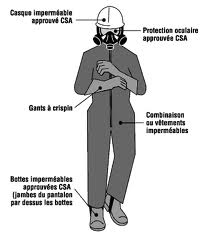 Casque imperméable
approuvé CSA
Protection oculaire
approuvée CSA
Gants à crispin
Combinaison
ou vêtements
imperméables
Bottes imperméables
approuvées CSA
(jambes du pantalon
par dessus les bottes